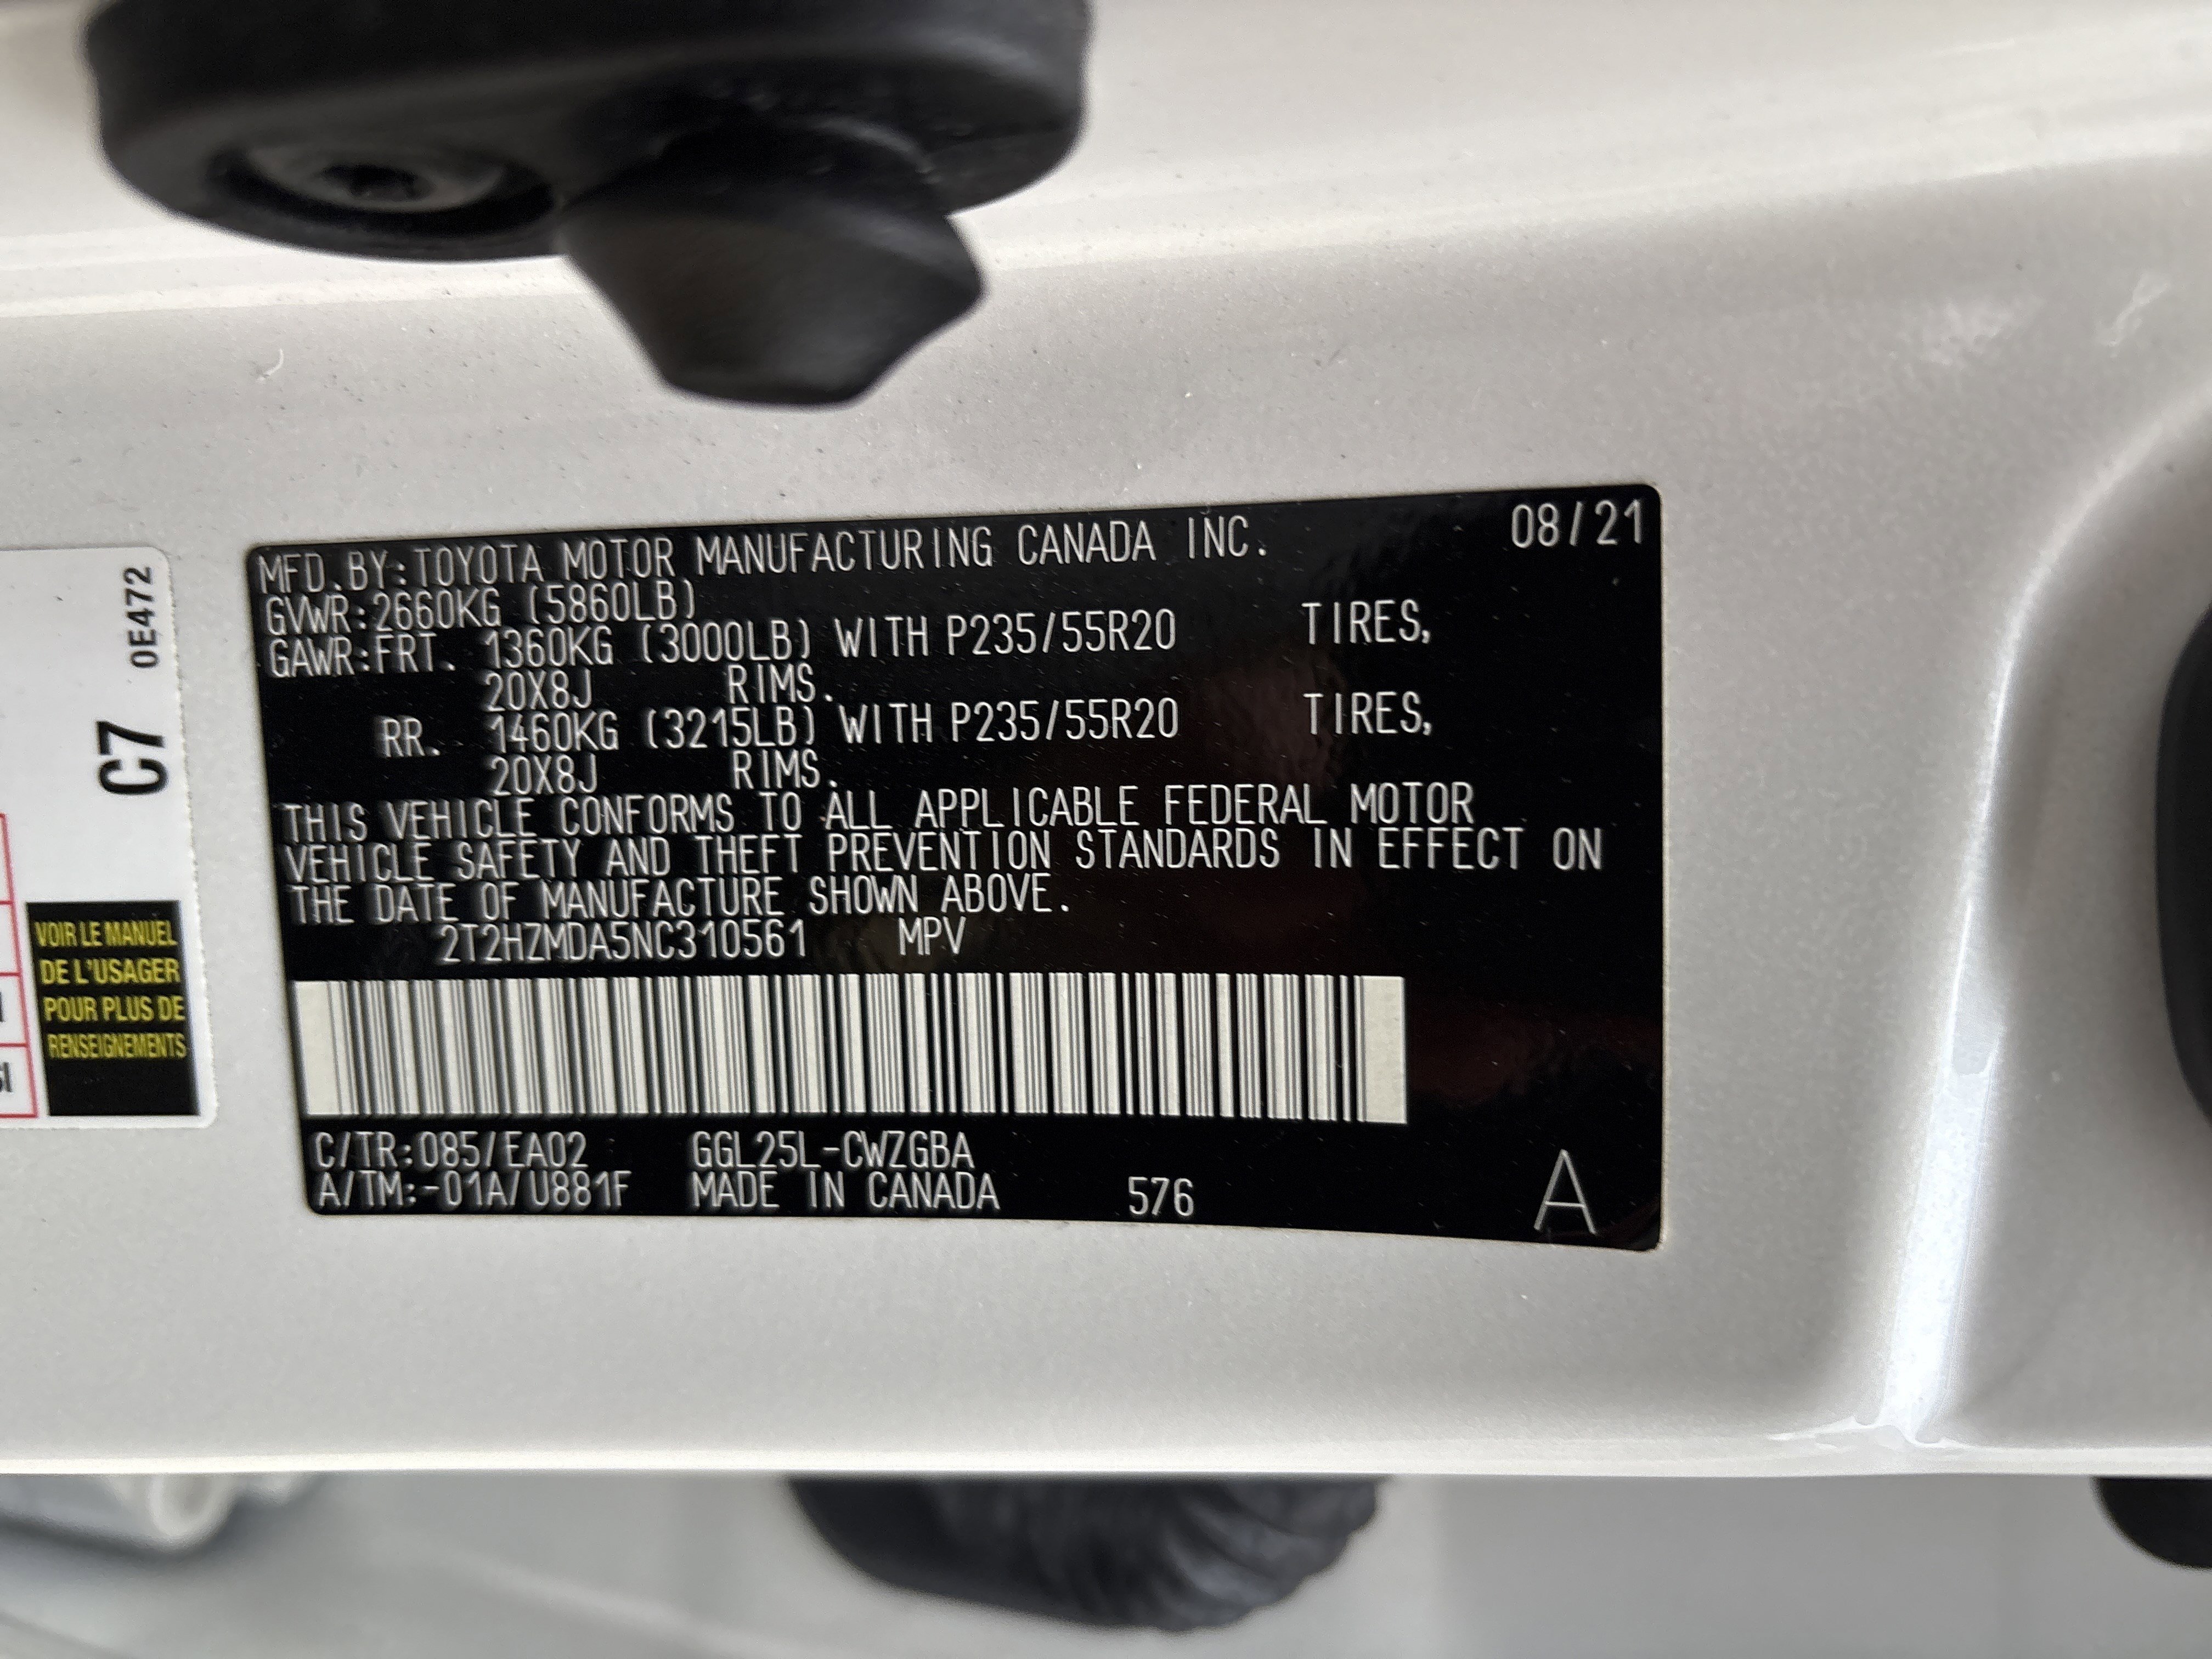 MFD.BY:TOYOTA MOTOR MANUFACTURING CANADA INC. 08/21
GVWR:2660KG (5860LB)
GAWR:FRT. 1360KG (3000LB) WITH P235/55R20 TIRES,
20X8J RIMS.
RR. 1460KG (3215LB) WITH P235/55R20 TIRES,
20X8J RIMS.
THIS VEHICLE CONFORMS TO ALL APPLICABLE FEDERAL MOTOR
VEHICLE SAFETY AND THEFT PREVENTION STANDARDS IN EFFECT ON
THE DATE OF MANUFACTURE SHOWN ABOVE.
2T2HZMDA5NC310561 MPV
C/TR:085/EA02 GGL25L-CWZGBA
A/TM:-01A/U881F MADE IN CANADA 576 A
0E472
C7
VOIR LE MANUEL
DE L'USAGER
POUR PLUS DE
RENSEIGNEMENTS